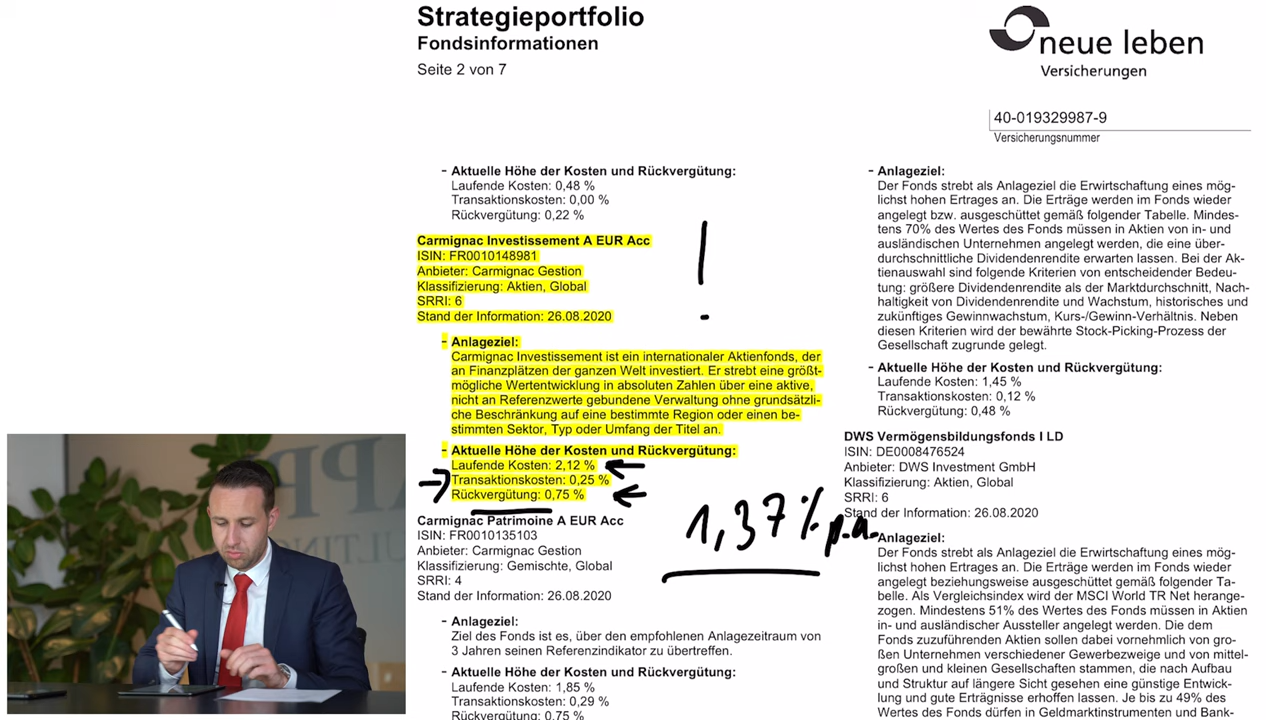 Strategieportfolio
Fondsinformationen
Seite 2 von 7
neue leben
Versicherungen
40-019329987-9
Versicherungsnummer
- Aktuelle Höhe der Kosten und Rückvergütung:
Laufende Kosten: 0,48 %
Transaktionskosten: 0,00 %
Rückvergütung: 0,22 %
Carmignac Investissement A EUR Acc
ISIN: FR0010148981
Anbieter: Carmignac Gestion
Klassifizierung: Aktien, Global
SRRI: 6
Stand der Information: 26.08.2020
!
- Anlageziel:
Carmignac Investissement ist ein internationaler Aktienfonds, der
an Finanzplätzen der ganzen Welt investiert. Er strebt eine größt-
mögliche Wertentwicklung in absoluten Zahlen über eine aktive,
nicht an Referenzwerte gebundene Verwaltung ohne grundsätzli-
che Beschränkung auf eine bestimmte Region oder einen be-
stimmten Sektor, Typ oder Umfang der Titel an.
- Aktuelle Höhe der Kosten und Rückvergütung:
Laufende Kosten: 2,12 %
Transaktionskosten: 0,25 %
Rückvergütung: 0,75 %
1,37% p.a.
Carmignac Patrimoine A EUR Acc
ISIN: FR0010135103
Anbieter: Carmignac Gestion
Klassifizierung: Gemischte, Global
SRRI: 4
Stand der Information: 26.08.2020
- Anlageziel:
Ziel des Fonds ist es, über den empfohlenen Anlagezeitraum von
3 Jahren seinen Referenzindikator zu übertreffen.
- Aktuelle Höhe der Kosten und Rückvergütung:
Laufende Kosten: 1,85 %
Transaktionskosten: 0,29 %
Rückvergütung: 0,75 %
- Anlageziel:
Der Fonds strebt als Anlageziel die Erwirtschaftung eines mög-
lichst hohen Ertrages an. Die Erträge werden im Fonds wieder
angelegt bzw. ausgeschüttet gemäß folgender Tabelle. Mindes-
tens 70% des Wertes des Fonds müssen in Aktien von in- und
ausländischen Unternehmen angelegt werden, die eine über-
durchschnittliche Dividendenrendite erwarten lassen. Bei der Ak-
tienauswahl sind folgende Kriterien von entscheidender Bedeu-
tung: größere Dividendenrendite als der Marktdurchschnitt, Nach-
haltigkeit von Dividendenrendite und Wachstum, historisches und
zukünftiges Gewinnwachstum, Kurs-/Gewinn-Verhältnis. Neben
diesen Kriterien wird der bewährte Stock-Picking-Prozess der
Gesellschaft zugrunde gelegt.
- Aktuelle Höhe der Kosten und Rückvergütung:
Laufende Kosten: 1,45 %
Transaktionskosten: 0,12 %
Rückvergütung: 0,48 %
DWS Vermögensbildungsfonds I LD
ISIN: DE0008476524
Anbieter: DWS Investment GmbH
Klassifizierung: Aktien, Global
SRRI: 6
Stand der Information: 26.08.2020
Anlageziel:
Der Fonds strebt als Anlageziel die Erwirtschaftung eines mög-
lichst hohen Ertrages an. Die Erträge werden im Fonds wieder
angelegt beziehungsweise ausgeschüttet gemäß folgender Ta-
belle. Als Vergleichsindex wird der MSCI World TR Net herange-
zogen. Mindestens 51% des Wertes des Fonds müssen in Aktien
in- und ausländischer Aussteller angelegt werden. Die dem
Fonds zuzuführenden Aktien sollen dabei vornehmlich von gro-
ßen Unternehmen verschiedener Gewerbezweige und von mittel-
großen und kleinen Gesellschaften stammen, die nach Aufbau
und Struktur auf längere Sicht gesehen eine günstige Entwick-
lung und gute Erträgnisse erhoffen lassen. Je bis zu 49% des
Wertes des Fonds dürfen in Geldmarktinstrumenten und Bank-